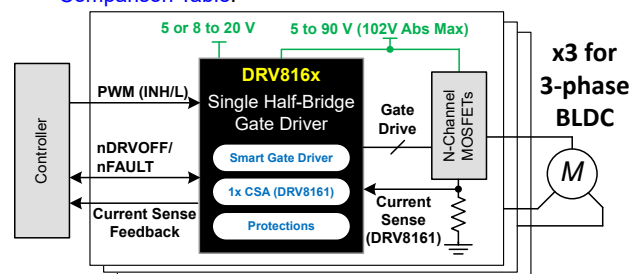 Comparison Table.
5 or 8 to 20 V
5 to 90 V (102V Abs Max)
Controller
PWM (INH/L)
nDRVOFF/
nFAULT
Current Sense
Feedback
DRV816x
Single Half-Bridge
Gate Driver
Smart Gate Driver
1x CSA (DRV8161)
Protections
Gate
Drive
N-Channel
MOSFETs
Current
Sense
(DRV8161)
x3 for
3-phase
BLDC
M